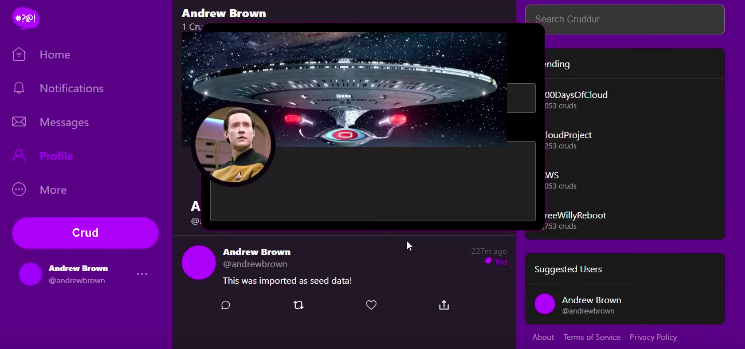 *?@!
Home
Notifications
Messages
Profile
More
Crud
Andrew Brown
@andrewbrown
...
Andrew Brown
1 Cru
A
@
Andrew Brown
@andrewbrown
-227m ago
10d
This was imported as seed data!
Search Cruddur
ending
00DaysOfCloud
053 cruds
loudProject
253 cruds
WS
053 cruds
reeWillyReboot
753 cruds
Suggested Users
Andrew Brown
@andrewbrown
About Terms of Service Privacy Policy